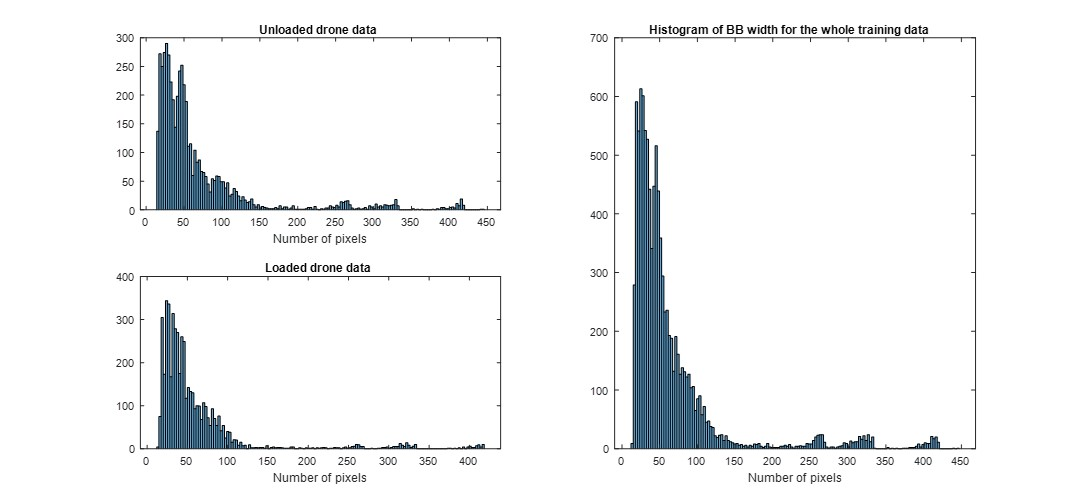 Unloaded drone data
300
250
200
150
100
50
0
0 50 100 150 200 250 300 350 400 450
Number of pixels
Loaded drone data
400
300
200
100
0
0 50 100 150 200 250 300 350 400
Number of pixels
Histogram of BB width for the whole training data
700
600
500
400
300
200
100
0
0 50 100 150 200 250 300 350 400 450
Number of pixels